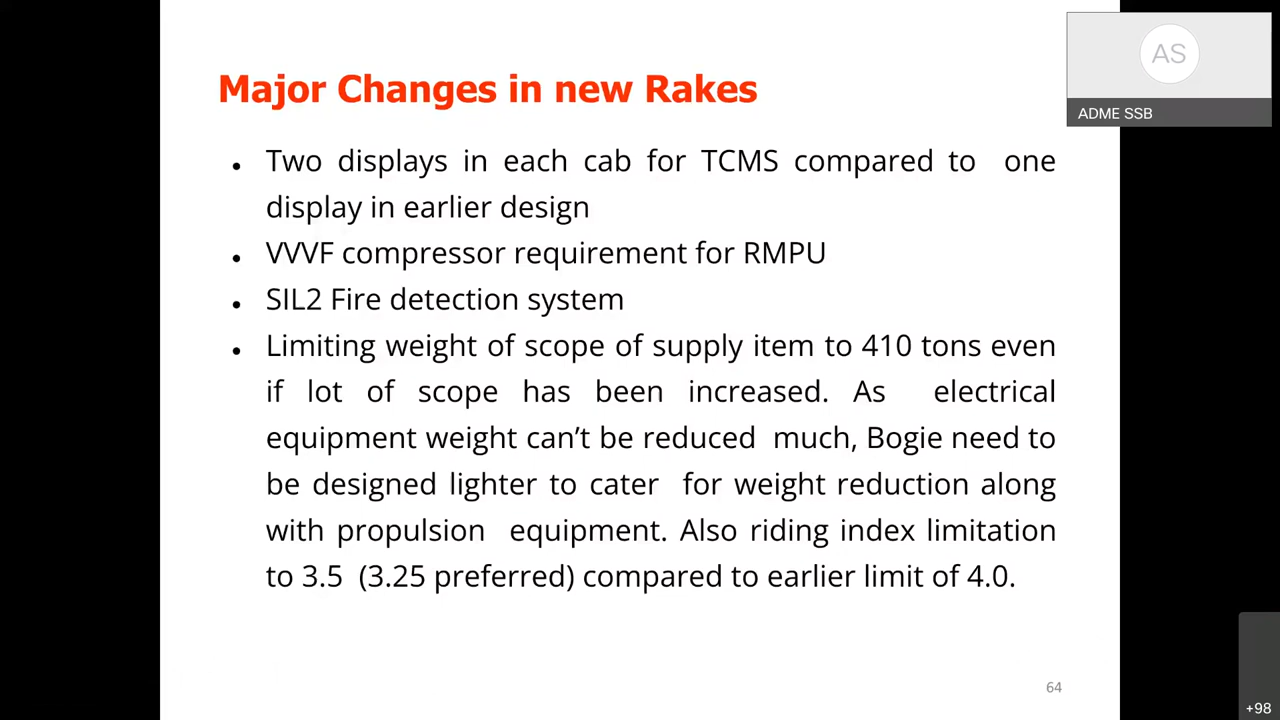 Major Changes in new Rakes
AS
ADME SSB
• Two displays in each cab for TCMS compared to one
display in earlier design
• VVVF compressor requirement for RMPU
• SIL2 Fire detection system
• Limiting weight of scope of supply item to 410 tons even
if lot of scope has been increased. As electrical
equipment weight can’t be reduced much, Bogie need to
be designed lighter to cater for weight reduction along
with propulsion equipment. Also riding index limitation
to 3.5 (3.25 preferred) compared to earlier limit of 4.0.
64
+98